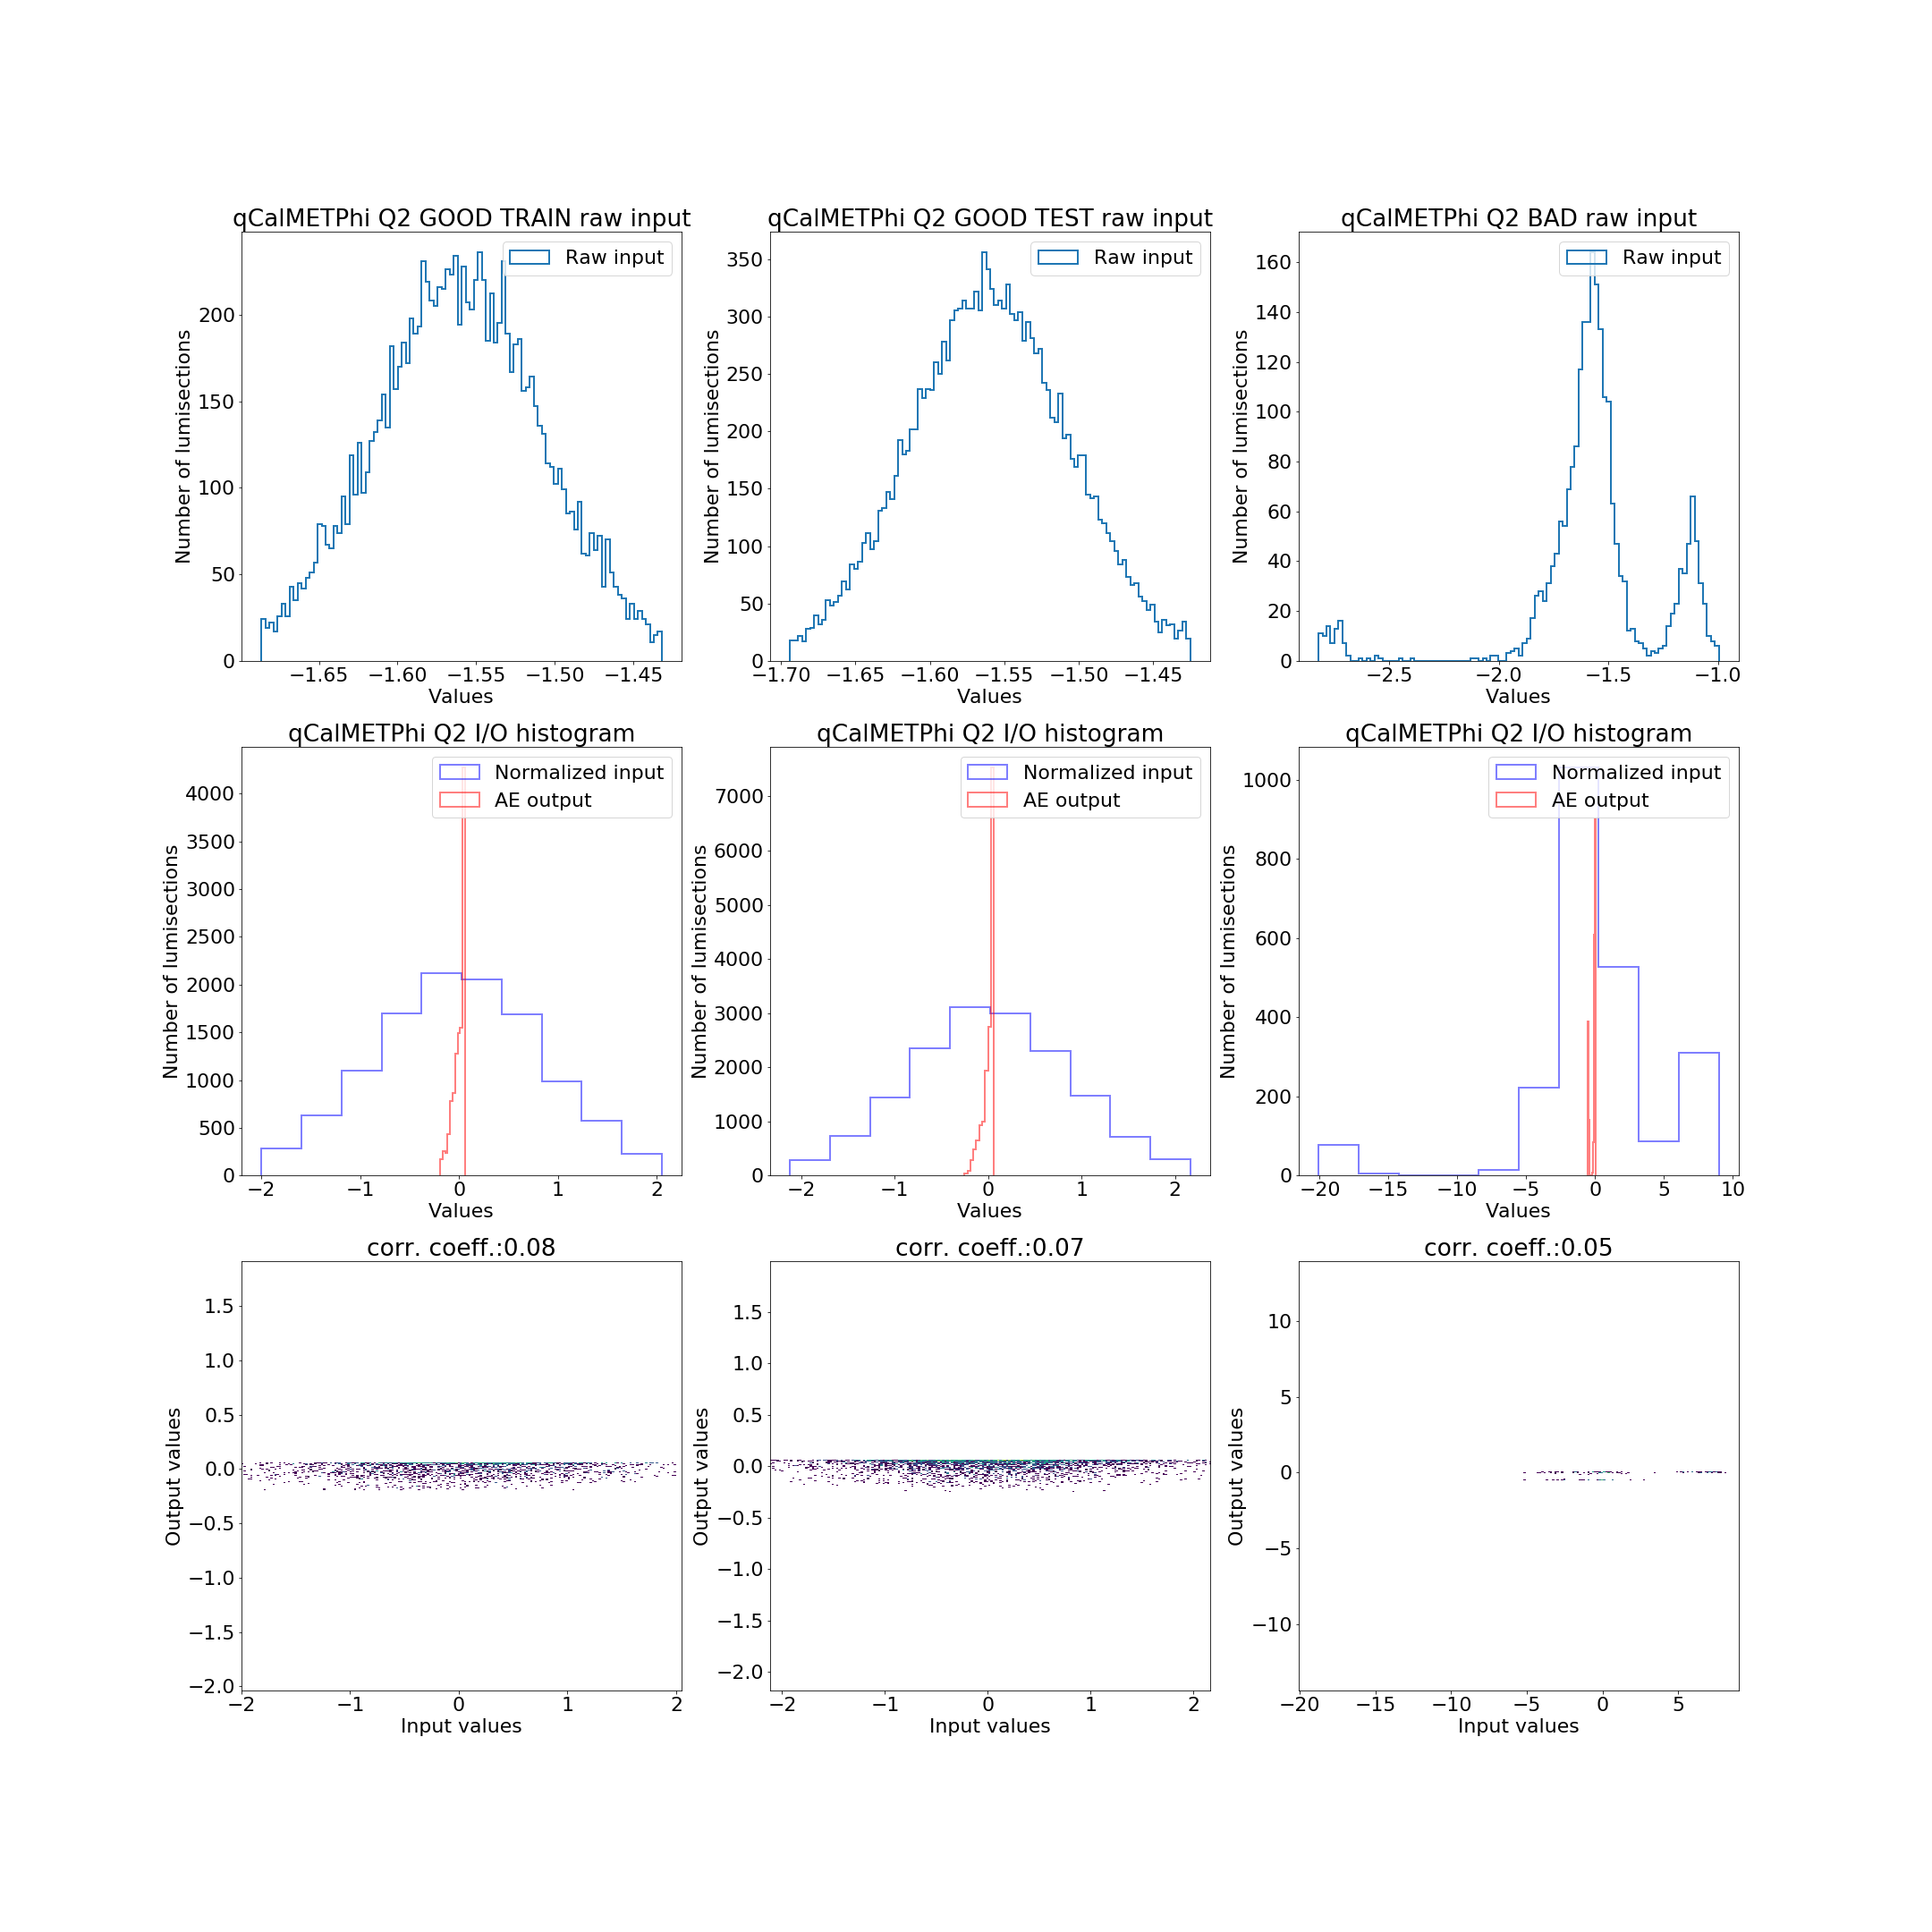 qCalMETPhi Q2 GOOD TRAIN raw input
Raw input
Number of lumisections
200
150
100
50
0
−1.65 −1.60 −1.55 −1.50 −1.45
Values
qCalMETPhi Q2 GOOD TEST raw input
Raw input
Number of lumisections
350
300
250
200
150
100
50
0
−1.70 −1.65 −1.60 −1.55 −1.50 −1.45
Values
qCalMETPhi Q2 BAD raw input
Raw input
Number of lumisections
160
140
120
100
80
60
40
20
0
−2.5 −2.0 −1.5 −1.0
Values
qCalMETPhi Q2 I/O histogram
Normalized input
AE output
Number of lumisections
4000
3500
3000
2500
2000
1500
1000
500
0
−2 −1 0 1 2
Values
qCalMETPhi Q2 I/O histogram
Normalized input
AE output
Number of lumisections
7000
6000
5000
4000
3000
2000
1000
0
−2 −1 0 1 2
Values
qCalMETPhi Q2 I/O histogram
Normalized input
AE output
Number of lumisections
1000
800
600
400
200
0
−20 −15 −10 −5 0 5 10
Values
corr. coeff.:0.08
Output values
1.5
1.0
0.5
0.0
−0.5
−1.0
−1.5
−2.0
−2 −1 0 1 2
Input values
corr. coeff.:0.07
Output values
1.5
1.0
0.5
0.0
−0.5
−1.0
−1.5
−2.0
−2 −1 0 1 2
Input values
corr. coeff.:0.05
Output values
10
5
0
−5
−10
−20 −15 −10 −5 0 5
Input values